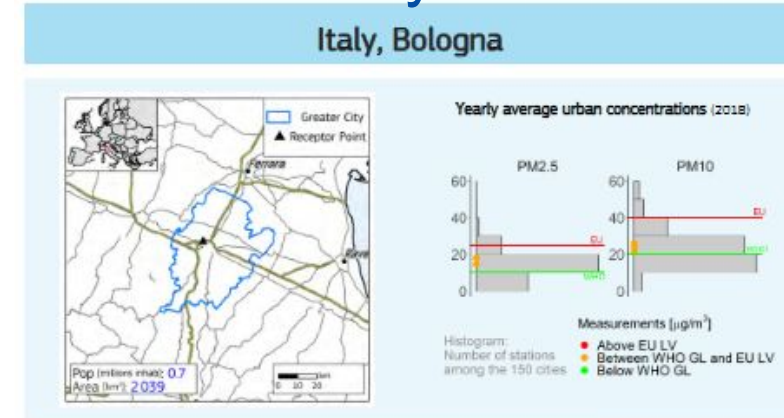 Italy, Bologna
Greater City
Receptor Point
Ferrara
Pop (millions inhab): 0.7
Area (km²): 2039
km
0 10 20
Yearly average urban concentrations (2018)
PM2.5
PM10
60
40
20
0
EU
WHO
60
40
20
0
EU
WHO
Measurements [µg/m³]
Above EU LV
Between WHO GL and EU LV
Below WHO GL
Histogram:
Number of stations
among the 150 cities